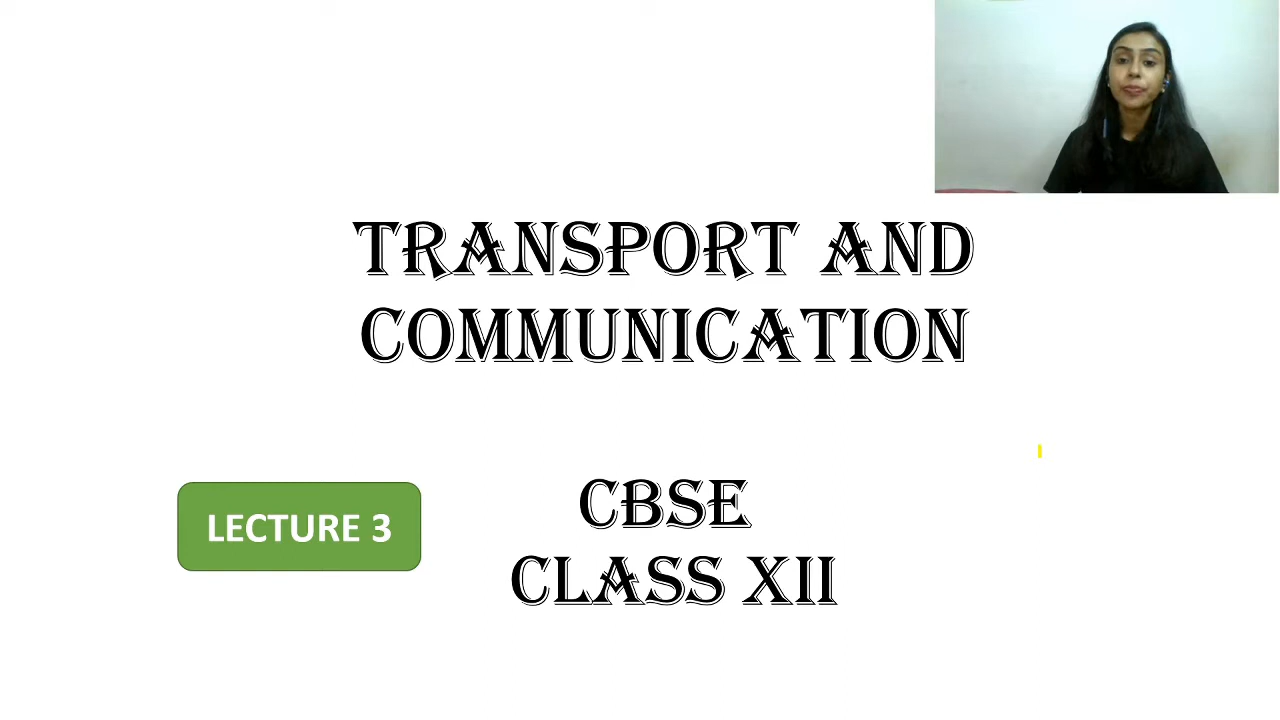 TRANSPORT AND
COMMUNICATION
LECTURE 3
CBSE
CLASS XII